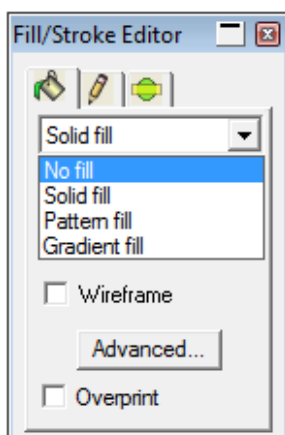 Fill/Stroke Editor
Solid fill
No fill
Solid fill
Pattern fill
Gradient fill
Wireframe
Advanced...
Overprint